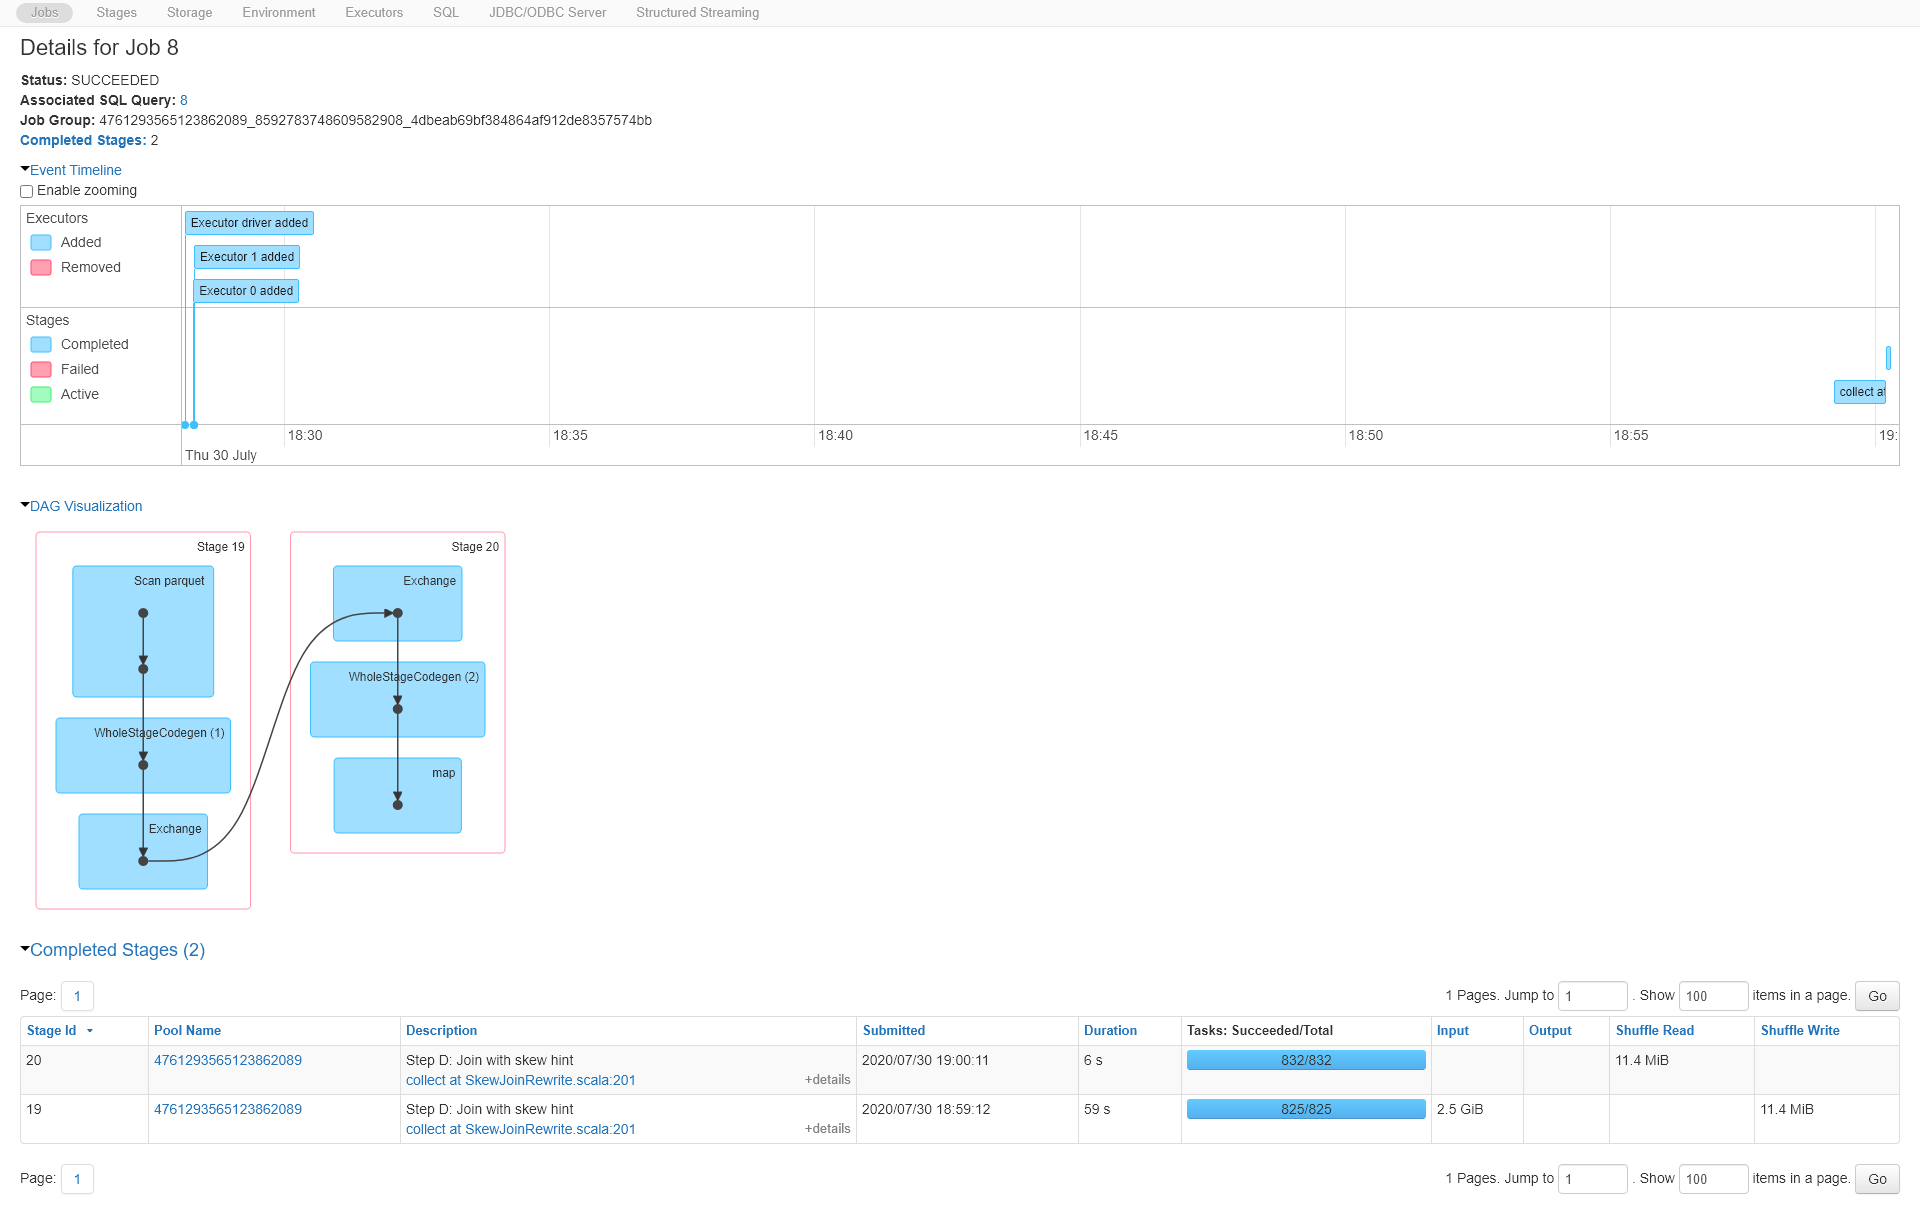 Jobs Stages Storage Environment Executors SQL JDBC/ODBC Server Structured Streaming
Details for Job 8
Status: SUCCEEDED
Associated SQL Query: 8
Job Group: 4761293565123862089_8592783748609582908_4dbeab69bf384864af912de8357574bb
Completed Stages: 2
Event Timeline
Enable zooming
Executors
Added
Removed
Executor driver added
Executor 1 added
Executor 0 added
Stages
Completed
Failed
Active
collect at
18:30 18:35 18:40 18:45 18:50 18:55 19:
Thu 30 July
DAG Visualization
Stage 19
Scan parquet
WholeStageCodegen (1)
Exchange
Stage 20
Exchange
WholeStageCodegen (2)
map
Completed Stages (2)
Page: 1
1 Pages. Jump to 1 . Show 100 items in a page. Go
Stage Id Pool Name Description Submitted Duration Tasks: Succeeded/Total Input Output Shuffle Read Shuffle Write
20 4761293565123862089 Step D: Join with skew hint 2020/07/30 19:00:11 6 s 832/832 11.4 MiB
collect at SkewJoinRewrite.scala:201 +details
19 4761293565123862089 Step D: Join with skew hint 2020/07/30 18:59:12 59 s 825/825 2.5 GiB 11.4 MiB
collect at SkewJoinRewrite.scala:201 +details
Page: 1
1 Pages. Jump to 1 . Show 100 items in a page. Go